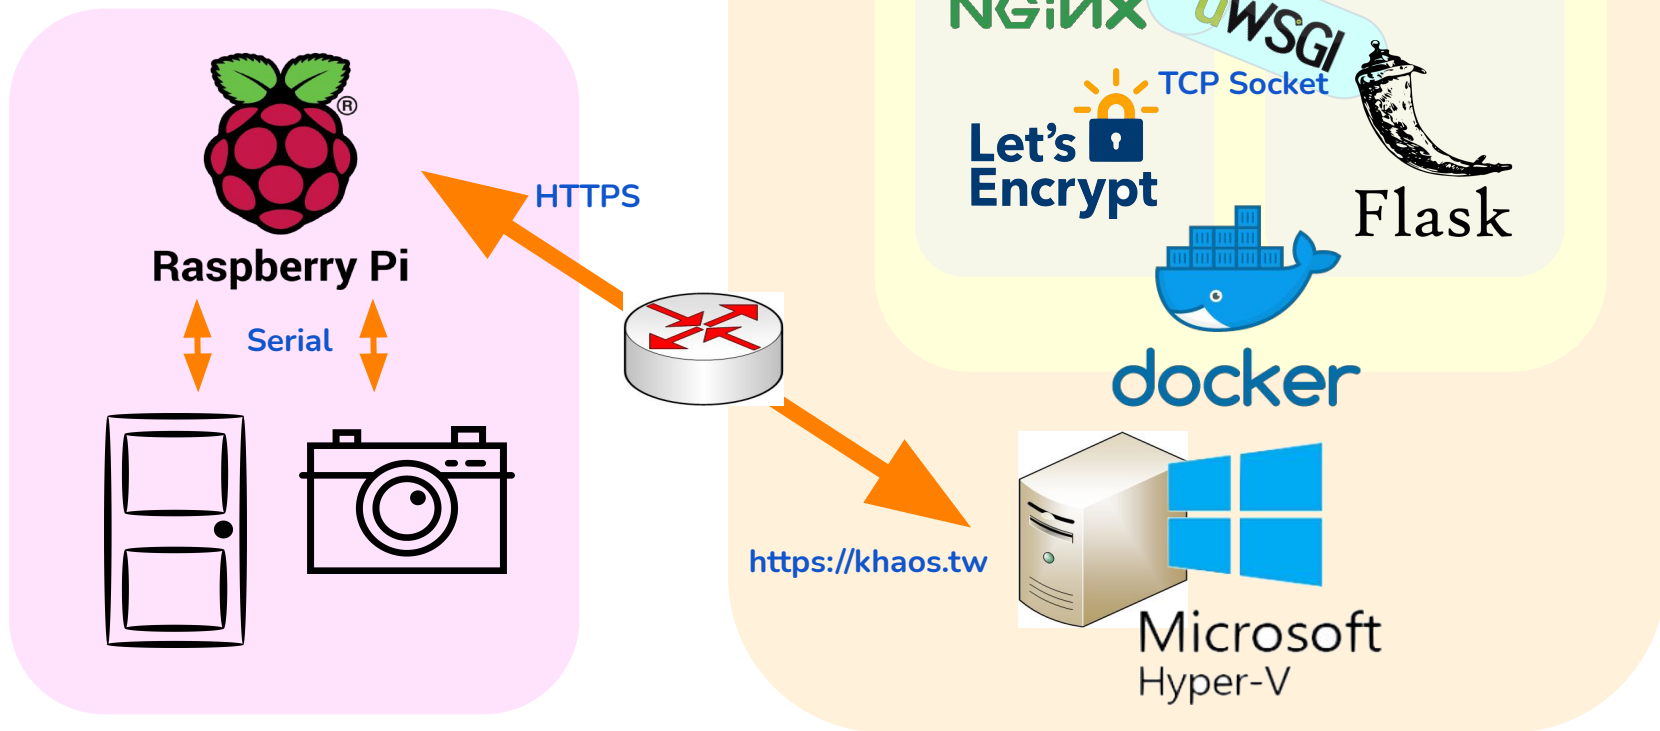 NGiNX
uWSGI
TCP Socket
®
Let's
Encrypt
HTTPS
Flask
Raspberry Pi
Serial
docker
https://khaos.tw
Microsoft
Hyper-V